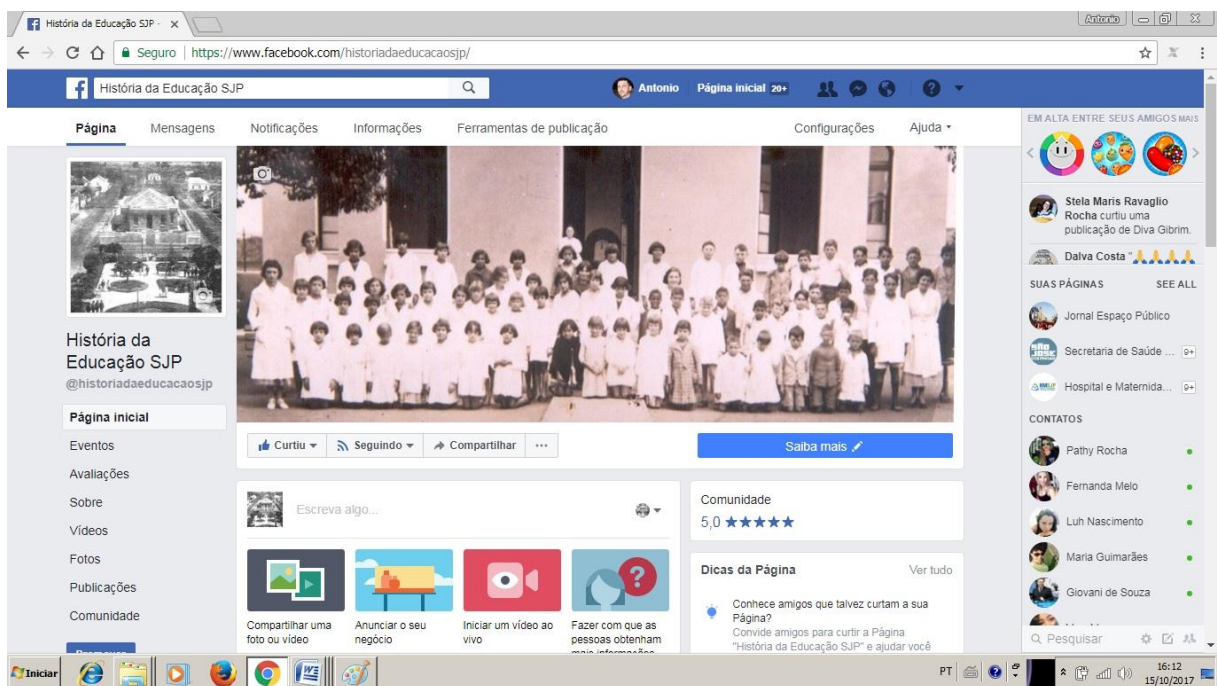 História da Educação SJP -
Antonio
Seguro
https://www.facebook.com/historiadaeducacaosjp/
História da Educação SJP
Antonio
Página inicial 20+
Página
Mensagens
Notificações
Informações
Ferramentas de publicação
Configurações
Ajuda
História da
Educação SJP
@historiadaeducacaosjp
Página inicial
Eventos
Avaliações
Sobre
Vídeos
Fotos
Publicações
Comunidade
Curtiu
Seguindo
Compartilhar
Saiba mais
Escreva algo...
Compartilhar uma
foto ou vídeo
Anunciar o seu
negócio
Iniciar um vídeo ao
vivo
Fazer com que as
pessoas obtenham
mais informações
Comunidade
5,0 ★★★★★
Dicas da Página
Ver tudo
Conhece amigos que talvez curtam a sua
Página?
Convide amigos para curtir a Página
"História da Educação SJP" e ajudar você
EM ALTA ENTRE SEUS AMIGOS MAIS
Stela Maris Ravaglio
Rocha curtiu uma
publicação de Diva Gibrim.
Dalva Costa "🙏🙏🙏🙏
SUAS PÁGINAS
SEE ALL
Jornal Espaço Público
Secretaria de Saúde ... 9+
Hospital e Maternida... 9+
CONTATOS
Pathy Rocha
Fernanda Melo
Luh Nascimento
Maria Guimarães
Giovani de Souza
Pesquisar
Iniciar
PT
16:12
15/10/2017